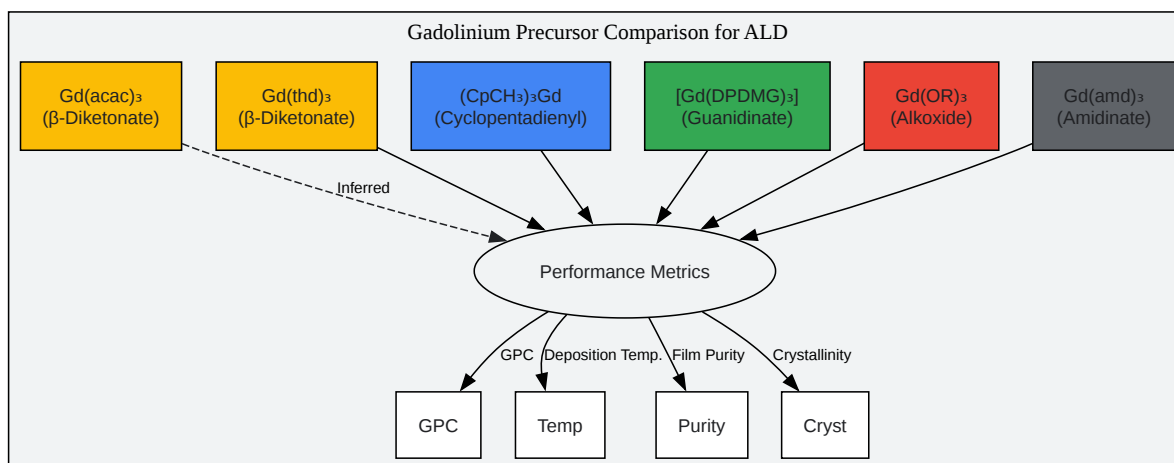 Gadolinium Precursor Comparison for ALD
Gd(acac)₃
(β-Diketonate)
Gd(thd)₃
(β-Diketonate)
(CpCH₃)₃Gd
(Cyclopentadienyl)
[Gd(DPDMG)₃]
(Guanidinate)
Gd(OR)₃
(Alkoxide)
Gd(amd)₃
(Amidinate)
Inferred
Performance Metrics
GPC
Deposition Temp.
Film Purity
Crystallinity
GPC
Temp
Purity
Cryst